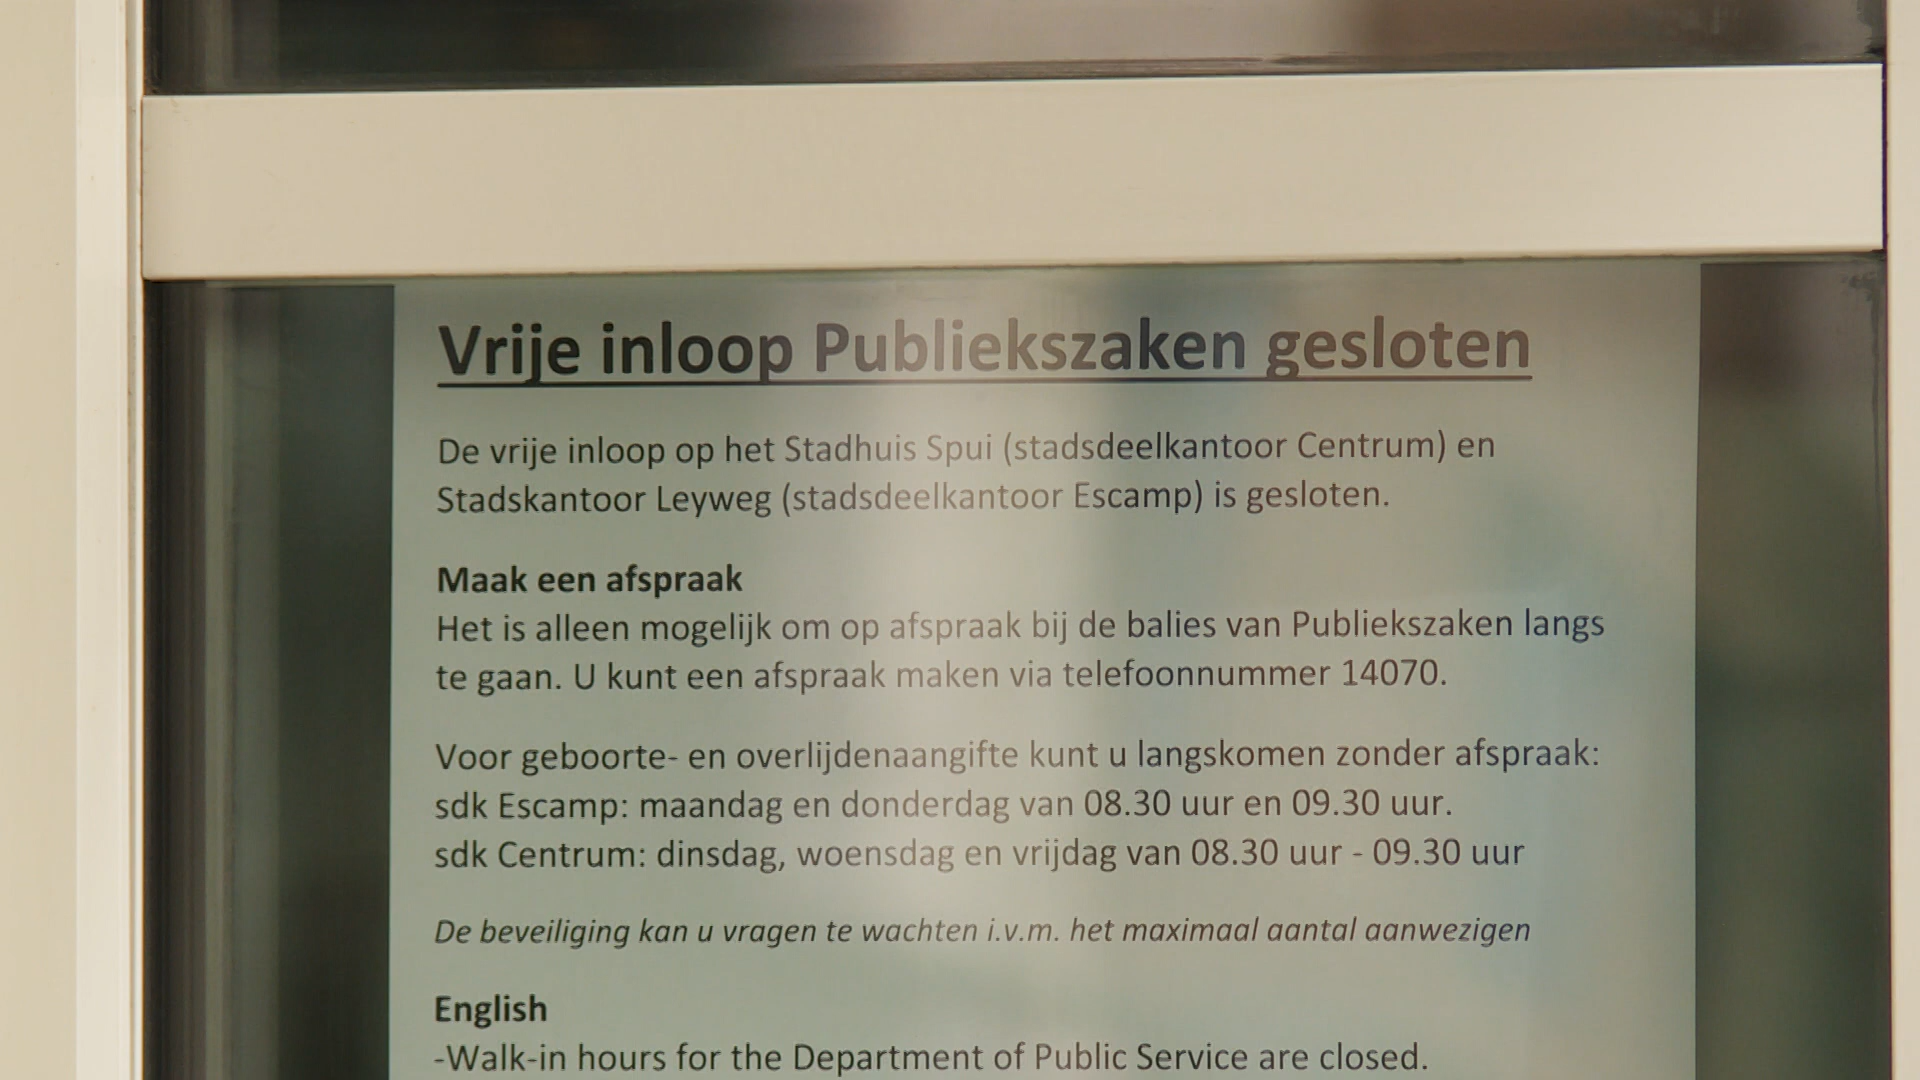 Vrije inloop Publiekszaken gesloten
De vrije inloop op het Stadhuis Spui (stadsdeelkantoor Centrum) en
Stadskantoor Leyweg (stadsdeelkantoor Escamp) is gesloten.
Maak een afspraak
Het is alleen mogelijk om op afspraak bij de balies van Publiekszaken langs
te gaan. U kunt een afspraak maken via telefoonnummer 14070.
Voor geboorte- en overlijdenaangifte kunt u langskomen zonder afspraak:
sdk Escamp: maandag en donderdag van 08.30 uur en 09.30 uur.
sdk Centrum: dinsdag, woensdag en vrijdag van 08.30 uur - 09.30 uur
De beveiliging kan u vragen te wachten i.v.m. het maximaal aantal aanwezigen
English
-Walk-in hours for the Department of Public Service are closed.